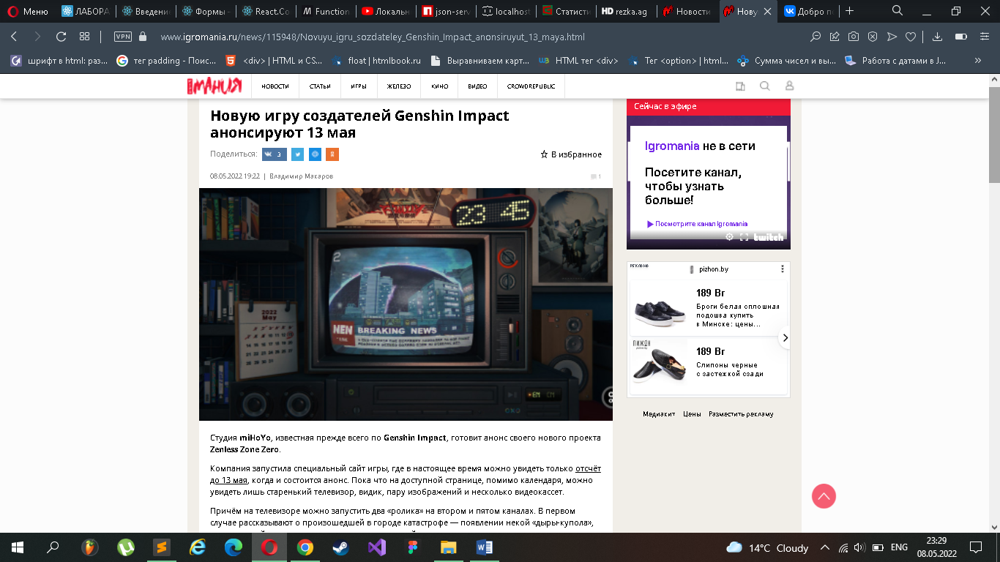 Меню
ЛАБОРА
Введение
Формы –
React.Co
Function
Локальн
json-serv
localhost
Статисти
HD rezka.ag
Новости
Нову
Добро п
VPN
www.igromania.ru/news/115948/Novuyu_igru_sozdateley_Genshin_Impact_anonsiruyut_13_maya.html
шрифт в html: раз...
тег padding - Поис...
<div> | HTML и CS...
float | htmlbook.ru
Выравниваем карт...
HTML тег <div>
Тег <option> | html...
Сумма чисел и вы...
Работа с датами в J...
МАНИЯ
НОВОСТИ
СТАТЬИ
ИГРЫ
ЖЕЛЕЗО
КИНО
ВИДЕО
CROWDREPUBLIC
Новую игру создателей Genshin Impact
анонсируют 13 мая
Поделиться: 3
В избранное
08.05.2022 19:22 | Владимир Макаров
1
23 45
2
2022
May
BREAKING NEWS
EN CN
Студия miHoYo, известная прежде всего по Genshin Impact, готовит анонс своего нового проекта
Zenless Zone Zero.
Компания запустила специальный сайт игры, где в настоящее время можно увидеть только отсчёт
до 13 мая, когда и состоится анонс. Пока что на доступной странице, помимо календаря, можно
увидеть лишь старенький телевизор, видик, пару изображений и несколько видеокассет.
Причём на телевизоре можно запустить два «ролика» на втором и пятом каналах. В первом
случае рассказывают о произошедшей в городе катастрофе — появлении некой «дыры-купола»,
Сейчас в эфире
Igromania не в сети
Посетите канал,
чтобы узнать
больше!
Посмотрите канал Igromania
twitch
РЕКЛАМА
pizhon.by
189 Br
Броги белая сплошная
подошва купить
в Минске: цены...
ПИЖОН
189 Br
Слипоны черные
с застежкой сзади
Медиакит
Цены
Разместить рекламу
14°C Cloudy
ENG
23:29
08.05.2022